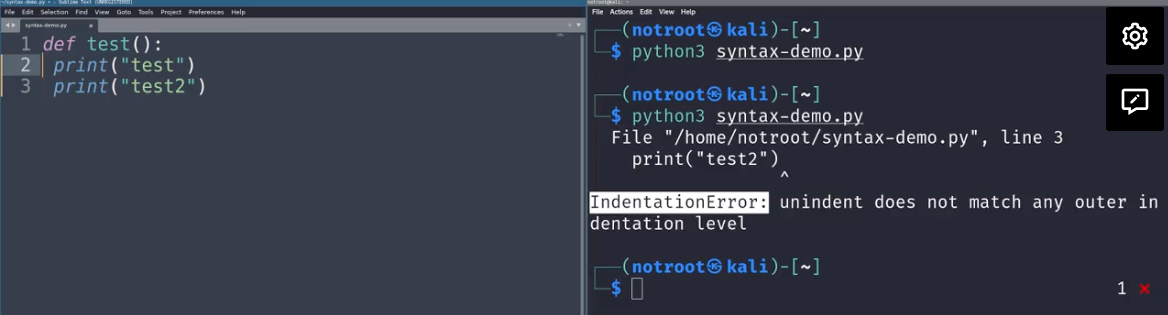 ~/syntax-demo.py • - Sublime Text (UNREGISTERED)
File Edit Selection Find View Goto Tools Project Preferences Help
syntax-demo.py
1 def test():
2  print("test")
3  print("test2")
notroot@kali:~
File Actions Edit View Help
┌──(notroot㉿kali)-[~]
└─$ python3 syntax-demo.py
┌──(notroot㉿kali)-[~]
└─$ python3 syntax-demo.py
  File "/home/notroot/syntax-demo.py", line 3
    print("test2")
                  ^
IndentationError: unindent does not match any outer in
dentation level
┌──(notroot㉿kali)-[~]
└─$
1 ✘